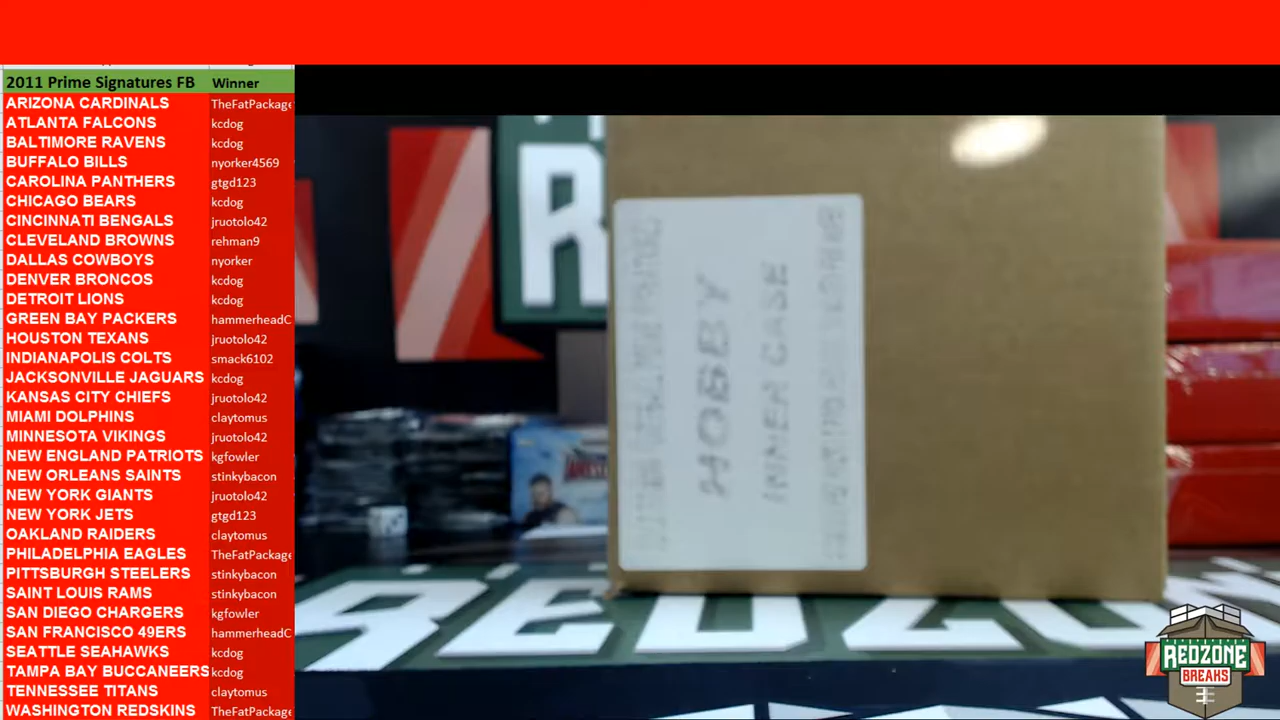 2011 Prime Signatures FB Winner
ARIZONA CARDINALS TheFatPackage
ATLANTA FALCONS kcdog
BALTIMORE RAVENS kcdog
BUFFALO BILLS nyorker4569
CAROLINA PANTHERS gtgd123
CHICAGO BEARS kcdog
CINCINNATI BENGALS jruotolo42
CLEVELAND BROWNS rehman9
DALLAS COWBOYS nyorker
DENVER BRONCOS kcdog
DETROIT LIONS kcdog
GREEN BAY PACKERS hammerheadC
HOUSTON TEXANS jruotolo42
INDIANAPOLIS COLTS smack6102
JACKSONVILLE JAGUARS kcdog
KANSAS CITY CHIEFS jruotolo42
MIAMI DOLPHINS claytomus
MINNESOTA VIKINGS jruotolo42
NEW ENGLAND PATRIOTS kgfowler
NEW ORLEANS SAINTS stinkybacon
NEW YORK GIANTS jruotolo42
NEW YORK JETS gtgd123
OAKLAND RAIDERS claytomus
PHILADELPHIA EAGLES TheFatPackage
PITTSBURGH STEELERS stinkybacon
SAINT LOUIS RAMS stinkybacon
SAN DIEGO CHARGERS kgfowler
SAN FRANCISCO 49ERS hammerheadC
SEATTLE SEAHAWKS kcdog
TAMPA BAY BUCCANEERS kcdog
TENNESSEE TITANS claytomus
WASHINGTON REDSKINS TheFatPackage
HOBBY
INNER CASE
REDZON
REDZONE
BREAKS